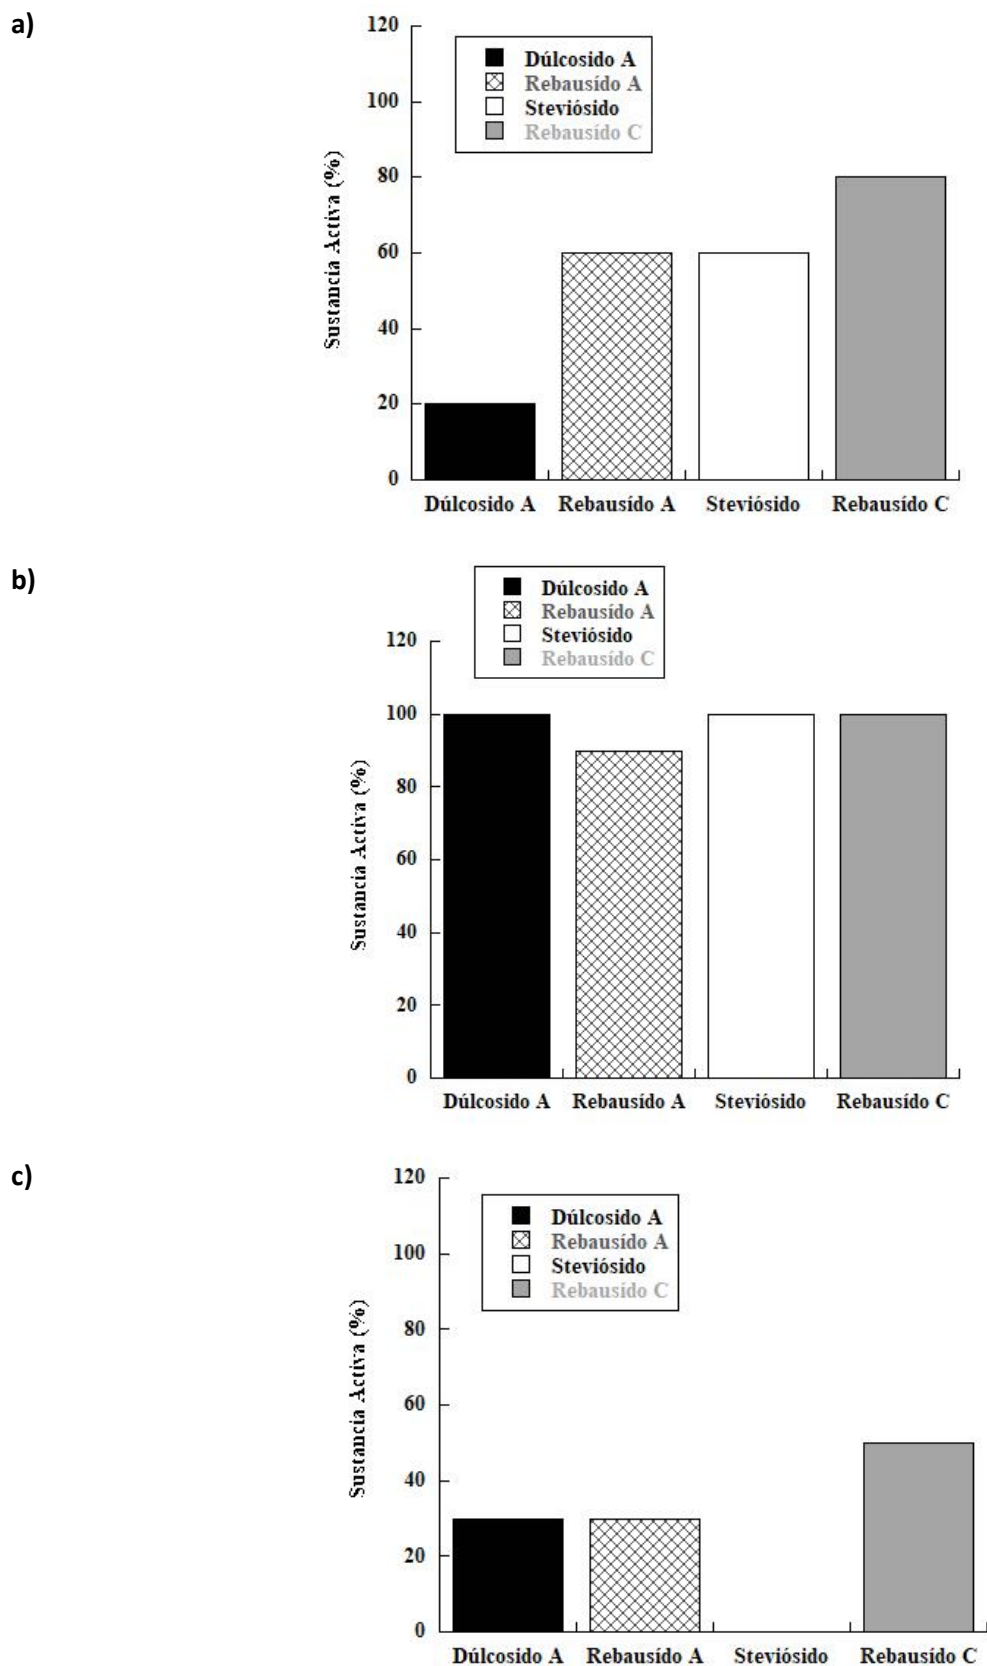 a)
120
100
80
60
40
20
0
Sustancia Activa (%)
Dúlcosido A
Rebausído A
Steviósido
Rebausído C
Dúlcosido A Rebausído A Steviósido Rebausído C
b)
Dúlcosido A
Rebausído A
Steviósido
Rebausído C
120
100
80
60
40
20
0
Sustancia Activa (%)
Dúlcosido A Rebausído A Steviósido Rebausído C
c)
120
100
80
60
40
20
0
Sustancia Activa (%)
Dúlcosido A
Rebausído A
Steviósido
Rebausído C
Dúlcosido A Rebausído A Steviósido Rebausído C